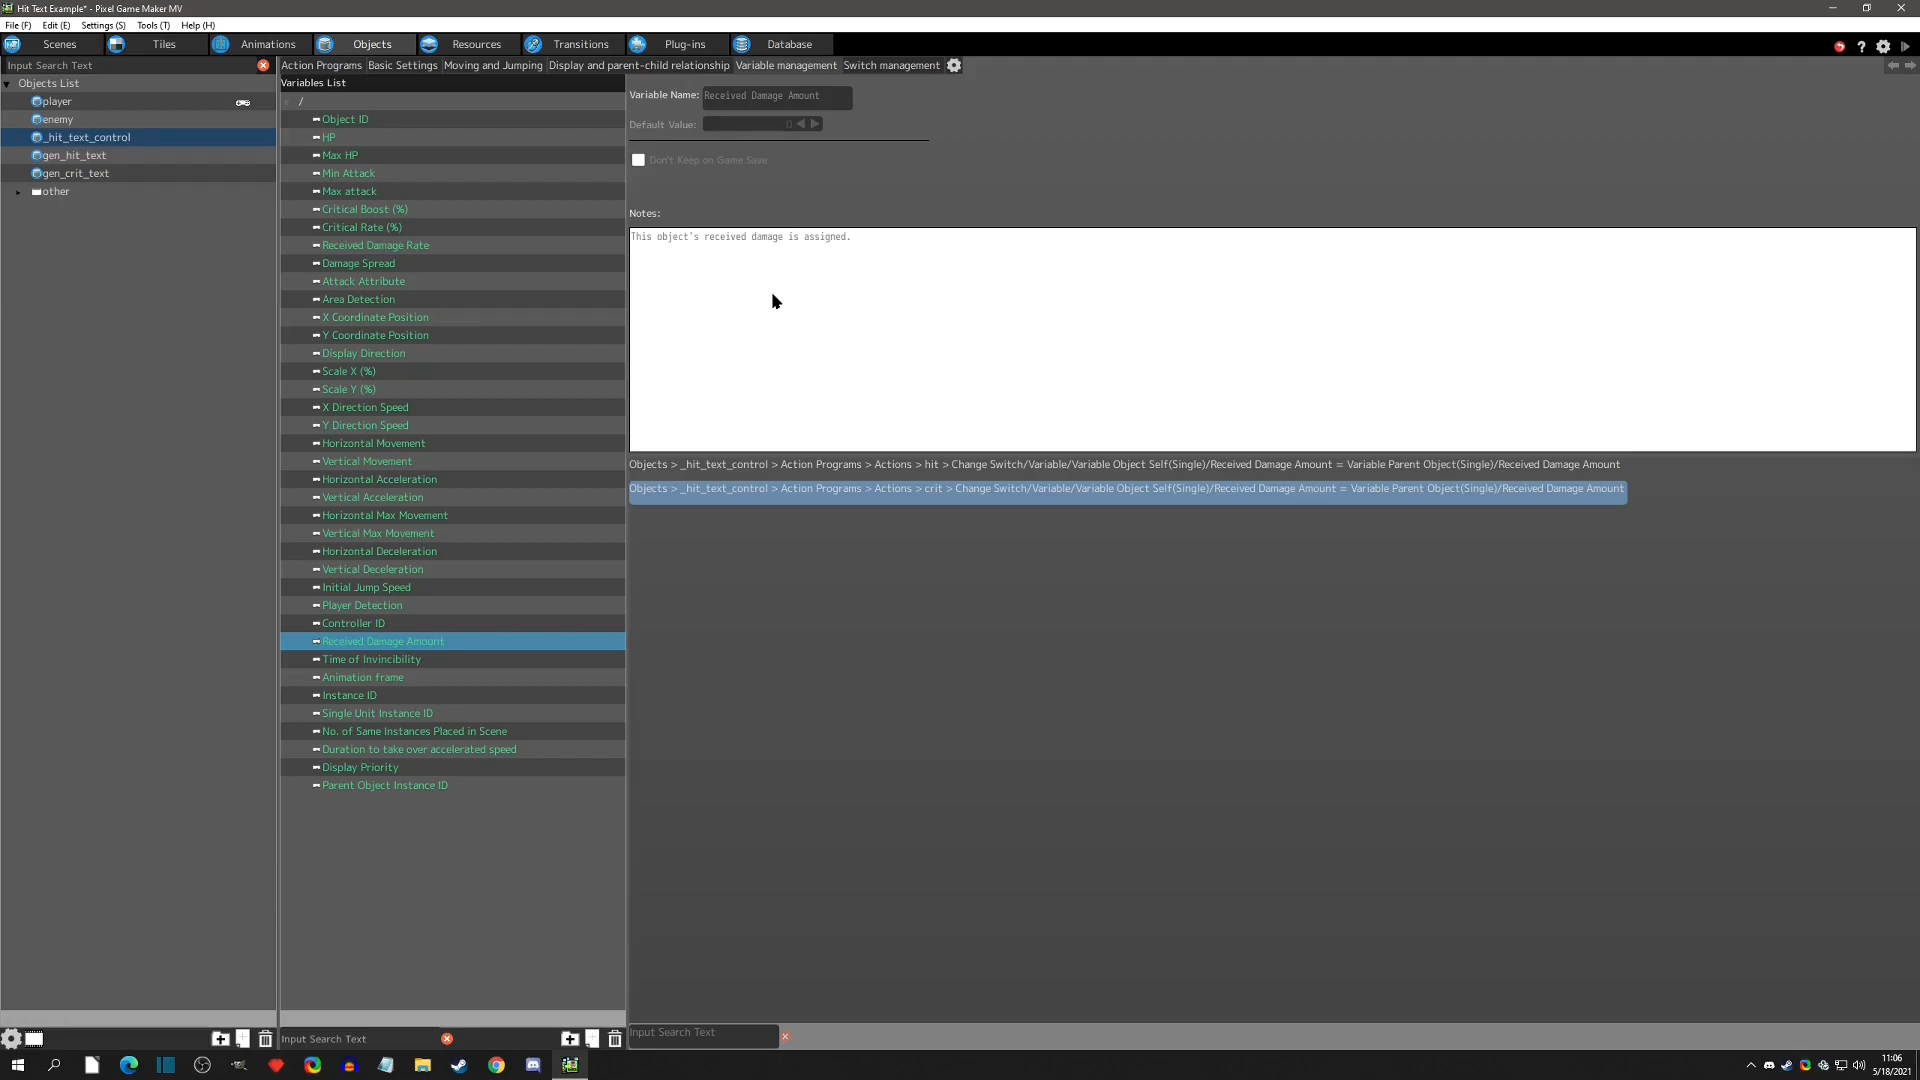 Hit Text Example* - Pixel Game Maker MV
File (F) Edit (E) Settings (S) Tools (T) Help (H)
Scenes Tiles Animations Objects Resources Transitions Plug-ins Database
Input Search Text
Objects List
player
enemy
_hit_text_control
gen_hit_text
gen_crit_text
other
Action Programs Basic Settings Moving and Jumping Display and parent-child relationship Variable management Switch management
Variables List
/
Object ID
HP
Max HP
Min Attack
Max attack
Critical Boost (%)
Critical Rate (%)
Received Damage Rate
Damage Spread
Attack Attribute
Area Detection
X Coordinate Position
Y Coordinate Position
Display Direction
Scale X (%)
Scale Y (%)
X Direction Speed
Y Direction Speed
Horizontal Movement
Vertical Movement
Horizontal Acceleration
Vertical Acceleration
Horizontal Max Movement
Vertical Max Movement
Horizontal Deceleration
Vertical Deceleration
Initial Jump Speed
Player Detection
Controller ID
Received Damage Amount
Time of Invincibility
Animation frame
Instance ID
Single Unit Instance ID
No. of Same Instances Placed in Scene
Duration to take over accelerated speed
Display Priority
Parent Object Instance ID
Variable Name: Received Damage Amount
Default Value: 0
Don't Keep on Game Save
Notes:
This object's received damage is assigned.
Objects > _hit_text_control > Action Programs > Actions > hit > Change Switch/Variable/Variable Object Self(Single)/Received Damage Amount = Variable Parent Object(Single)/Received Damage Amount
Objects > _hit_text_control > Action Programs > Actions > crit > Change Switch/Variable/Variable Object Self(Single)/Received Damage Amount = Variable Parent Object(Single)/Received Damage Amount
Input Search Text
Input Search Text
11:06
5/18/2021